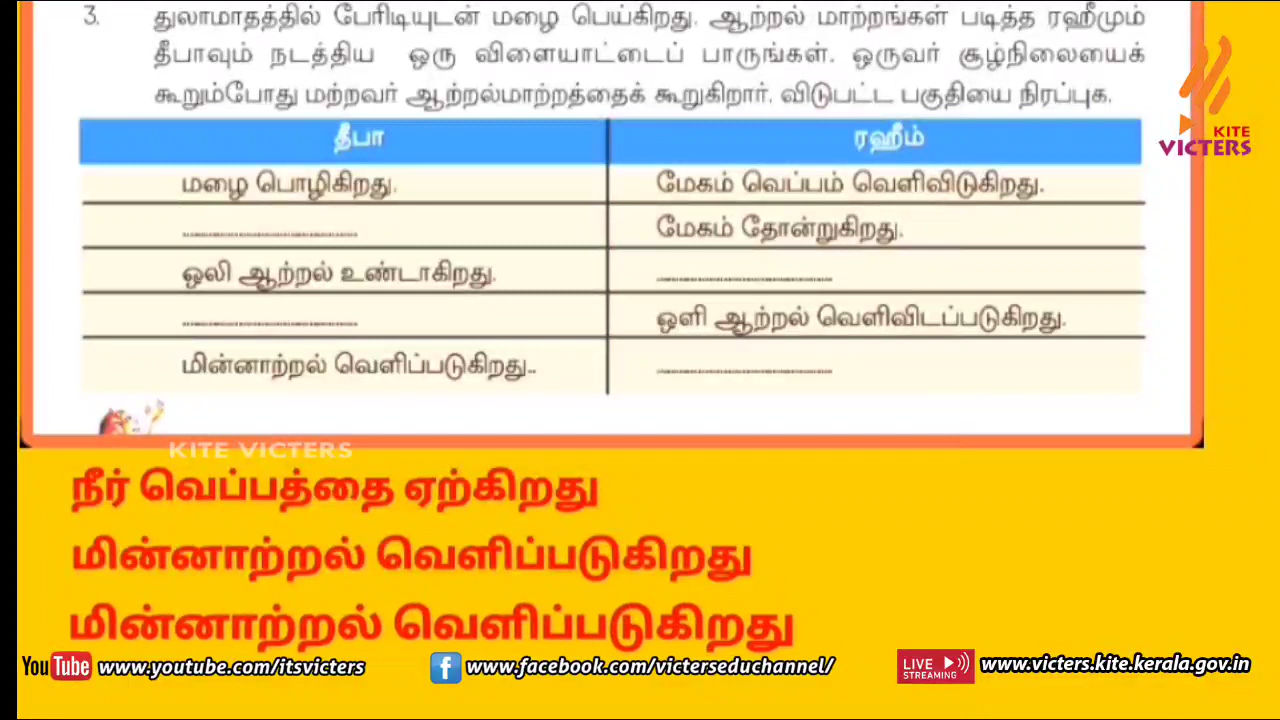 3. துலாமாதத்தில் பேரிடியுடன் மழை பெய்கிறது. ஆற்றல் மாற்றங்கள் படித்த ரஹீமும்
தீபாவும் நடத்திய ஒரு விளையாட்டைப் பாருங்கள். ஒருவர் சூழ்நிலையைக்
கூறும்போது மற்றவர் ஆற்றல்மாற்றத்தைக் கூறுகிறார். விடுபட்ட பகுதியை நிரப்புக.
KITE
VICTERS
தீபா ரஹீம்
மழை பொழிகிறது. மேகம் வெப்பம் வெளிவிடுகிறது.
........................ மேகம் தோன்றுகிறது.
ஒலி ஆற்றல் உண்டாகிறது. ........................
........................ ஒளி ஆற்றல் வெளிவிடப்படுகிறது.
மின்னாற்றல் வெளிப்படுகிறது.. ........................
KITE VICTERS
நீர் வெப்பத்தை ஏற்கிறது
மின்னாற்றல் வெளிப்படுகிறது
மின்னாற்றல் வெளிப்படுகிறது
YouTube www.youtube.com/itsvicters f www.facebook.com/victerseduchannel/ LIVE STREAMING www.victers.kite.kerala.gov.in